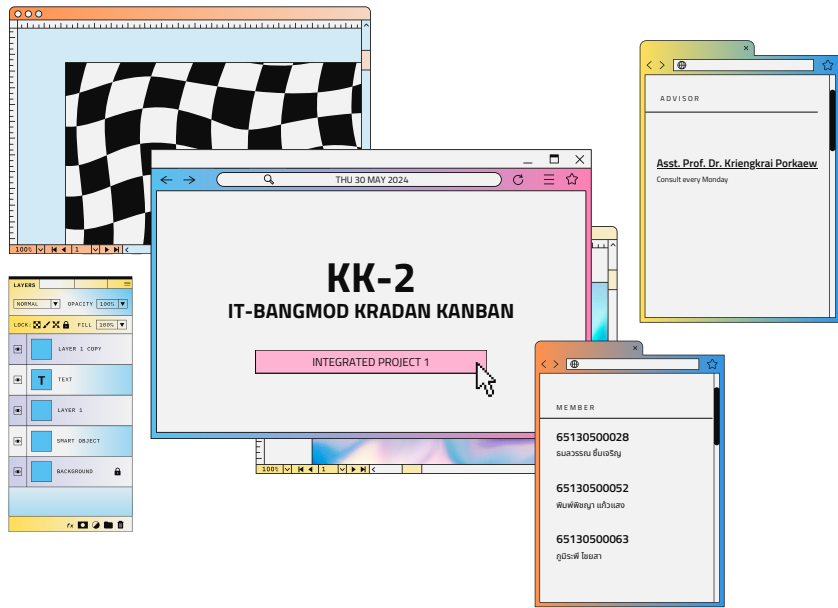 100%
1
ADVISOR
Asst. Prof. Dr. Kriengkrai Porkaew
Consult every Monday
THU 30 MAY 2024
KK-2
IT-BANGMOD KRADAN KANBAN
INTEGRATED PROJECT 1
LAYERS
NORMAL OPACITY 100%
LOCK: FILL 100%
LAYER 1 COPY
T TEXT
LAYER 1
SMART OBJECT
BACKGROUND
fx
100%
1
MEMBER
65130500028
ธนลวรรณ ยิ้มเจริญ
65130500052
พิมพ์พิชญา แก้วแสง
65130500063
ภูมิระพี ไชยสา